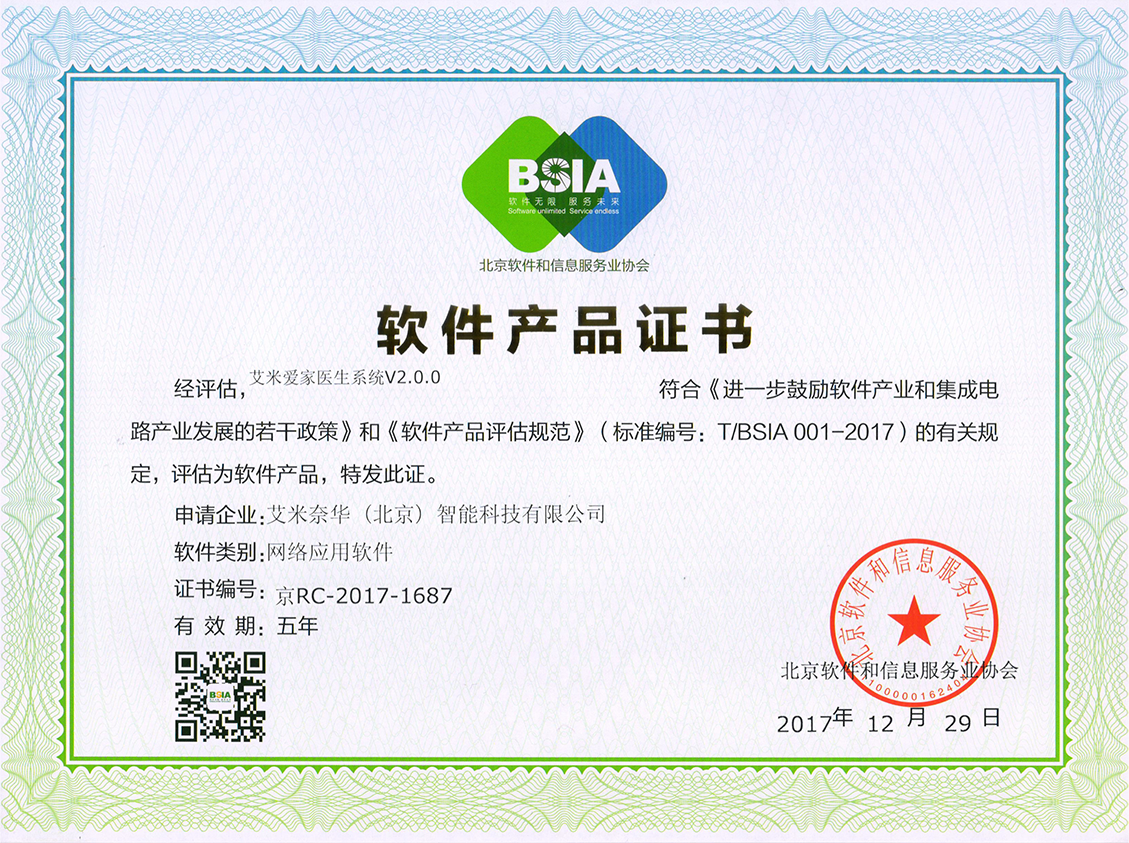 BSIA
软件无限 服务未来
Software unlimited Service endless
北京软件和信息服务业协会
软件产品证书
经评估，艾米爱家医生系统V2.0.0 符合《进一步鼓励软件产业和集成电
路产业发展的若干政策》和《软件产品评估规范》（标准编号：T/BSIA 001-2017）的有关规
定，评估为软件产品，特发此证。
申请企业:艾米奈华（北京）智能科技有限公司
软件类别:网络应用软件
证书编号: 京RC-2017-1687
有 效 期: 五年
BSIA
北京软件和信息服务业协会
北京软件和信息服务业协会
2017年 12 月 29 日